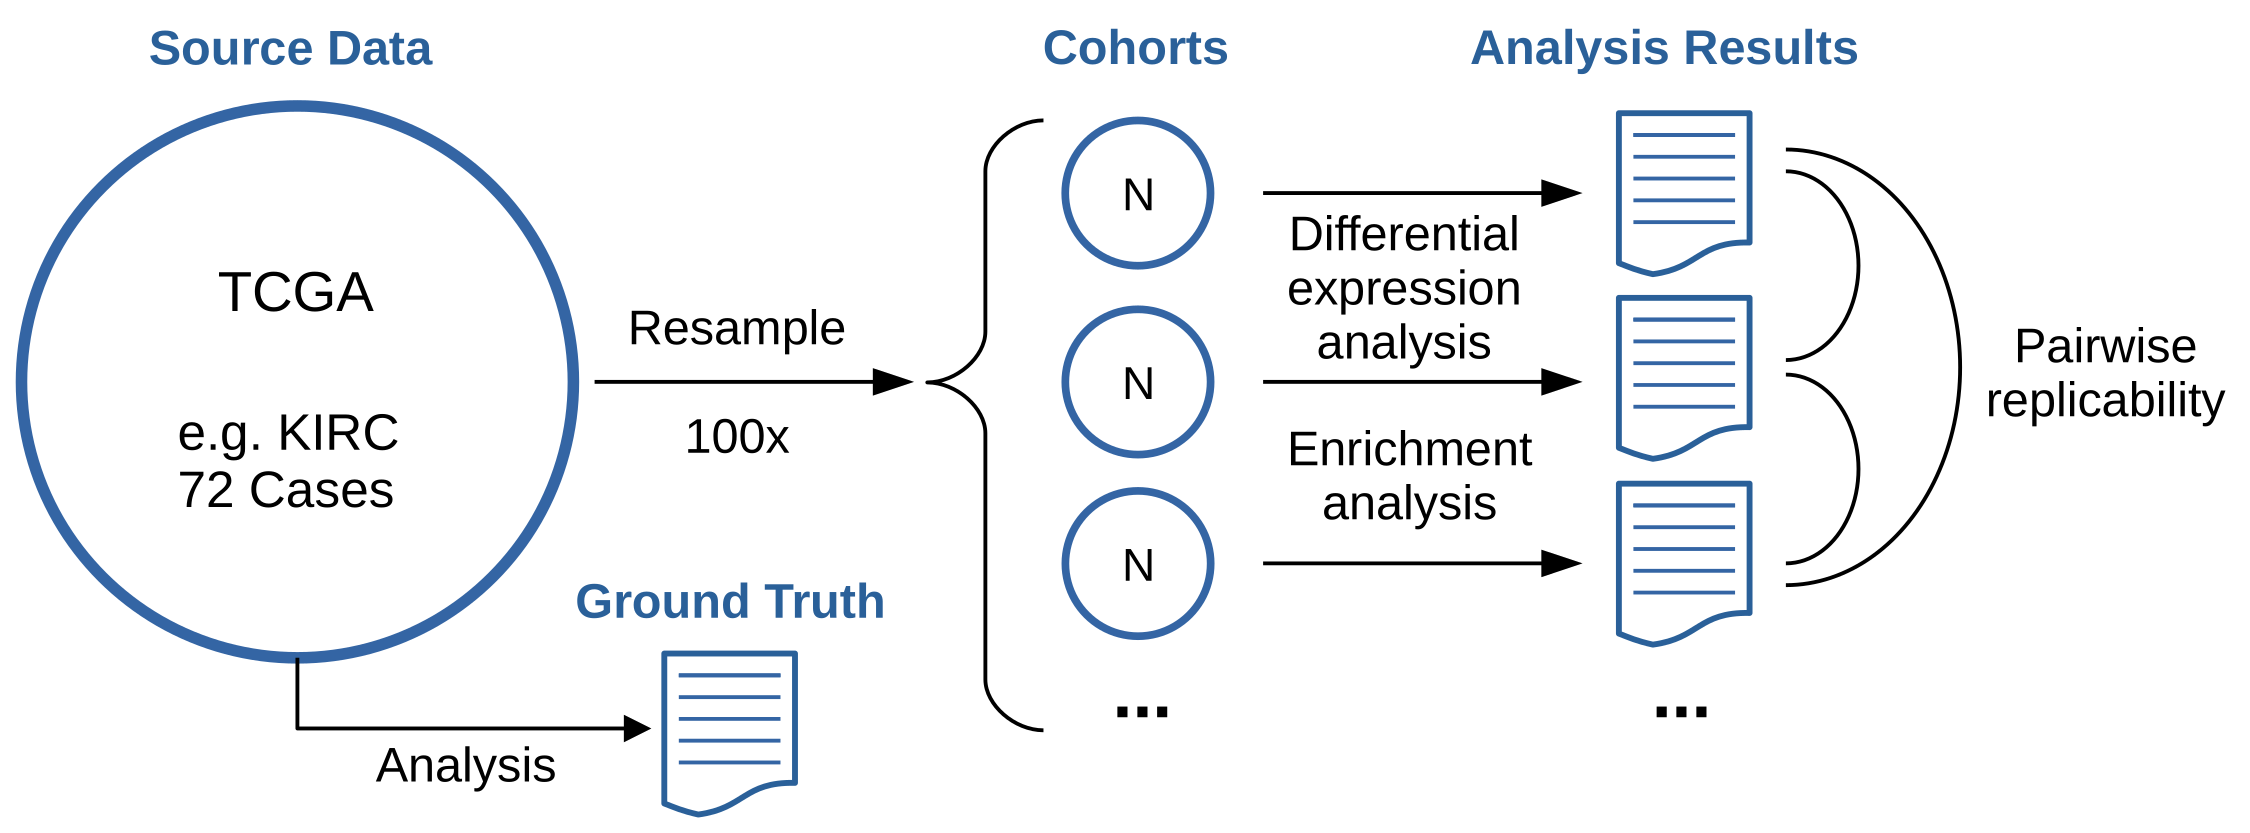 Source Data
Cohorts
Analysis Results
TCGA
e.g. KIRC
72 Cases
Resample
100x
N
N
N
...
Differential
expression
analysis
Enrichment
analysis
...
Pairwise
replicability
Ground Truth
Analysis